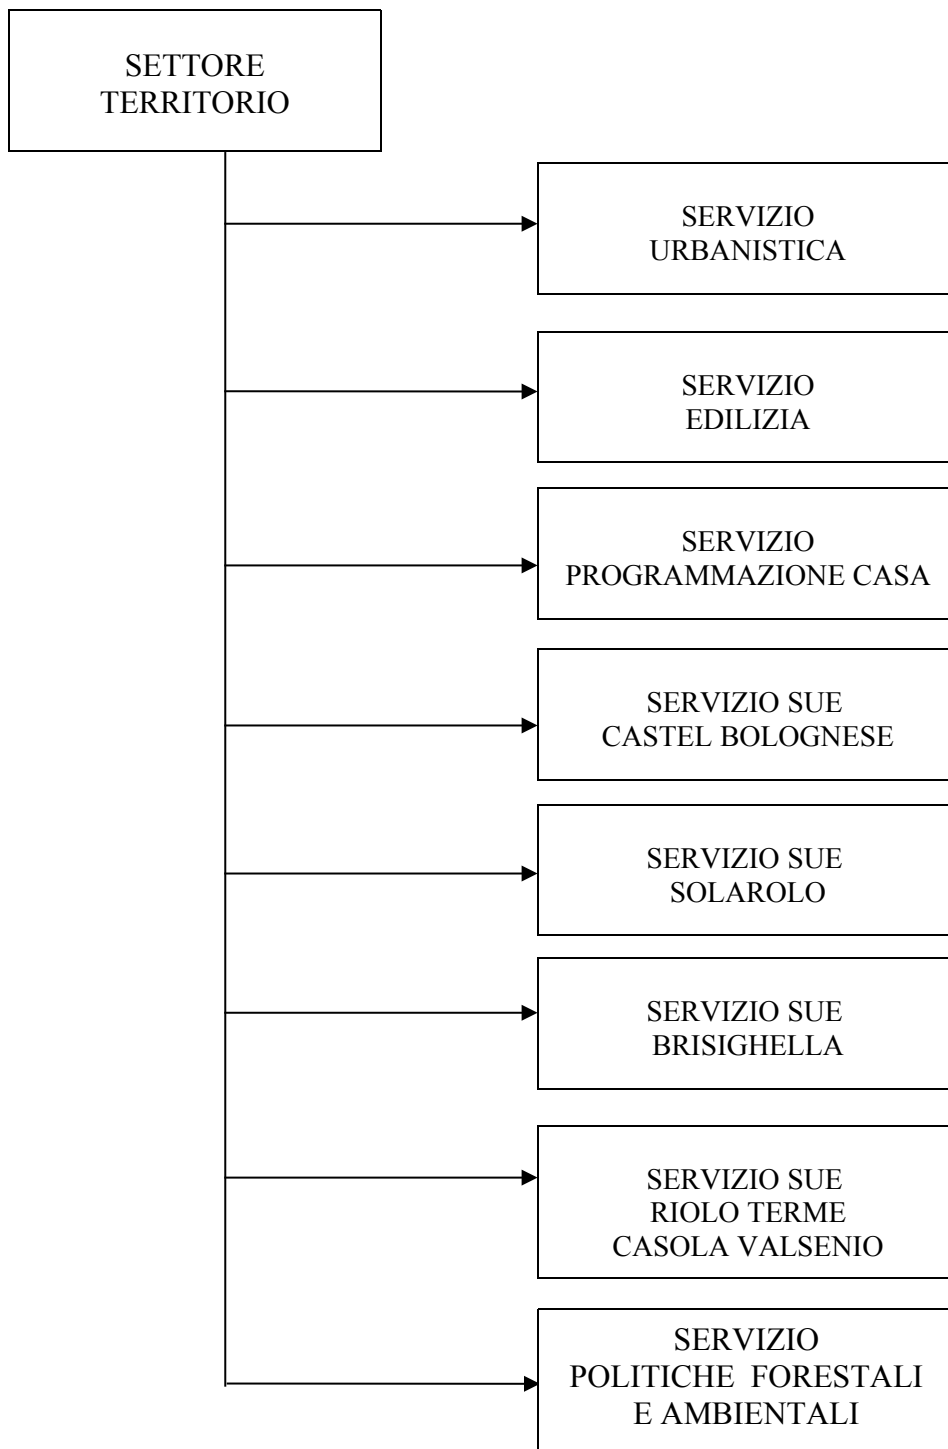 SETTORE
TERRITORIO
SERVIZIO
URBANISTICA
SERVIZIO
EDILIZIA
SERVIZIO
PROGRAMMAZIONE CASA
SERVIZIO SUE
CASTEL BOLOGNESE
SERVIZIO SUE
SOLAROLO
SERVIZIO SUE
BRISIGHELLA
SERVIZIO SUE
RIOLO TERME
CASOLA VALSENIO
SERVIZIO
POLITICHE FORESTALI
E AMBIENTALI